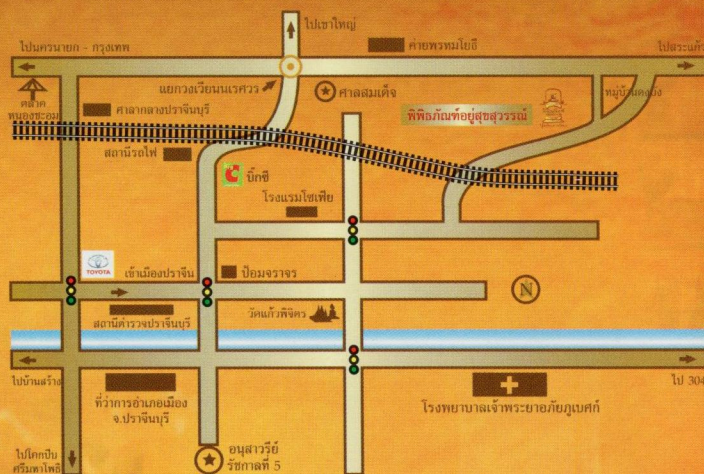 ไปเขาใหญ่
ไปนครนายก - กรุงเทพ
ค่ายพรหมโยธี
ไปสระแก้ว
แยกวงเวียนนเรศวร
ศาลสมเด็จ
ตลาด
หนองชะอม
ศาลากลางปราจีนบุรี
พิพิธภัณฑ์อยู่สุขสุวรรณ์
สถานีรถไฟ
บิ๊กซี
โรงแรมโซเฟีย
TOYOTA
เข้าเมืองปราจีน
ป้อมจราจร
N
สถานีตำรวจปราจีนบุรี
วัดแก้วพิจิตร
ไปบ้านสร้าง
ที่ว่าการอำเภอเมือง
จ.ปราจีนบุรี
โรงพยาบาลเจ้าพระยาอภัยภูเบศก์
ไป 304
ไปโคกปีบ
ศรีมหาโพธิ
อนุสาวรีย์
รัชกาลที่ 5